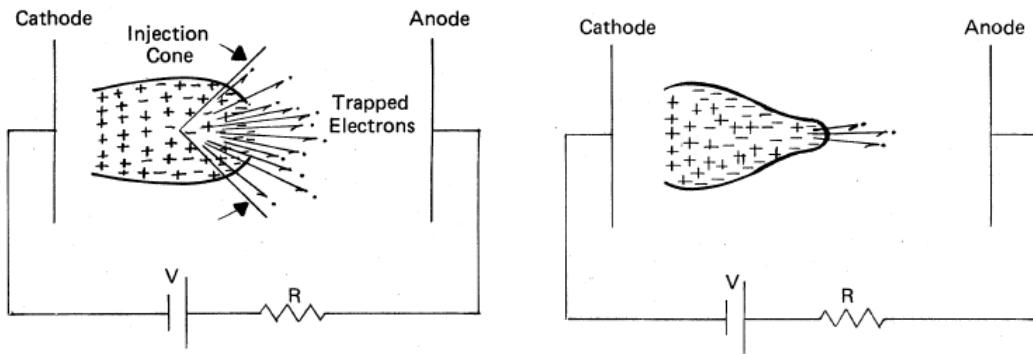 Cathode
Anode
Injection
Cone
Trapped
Electrons
V
R
Cathode
Anode
V
R